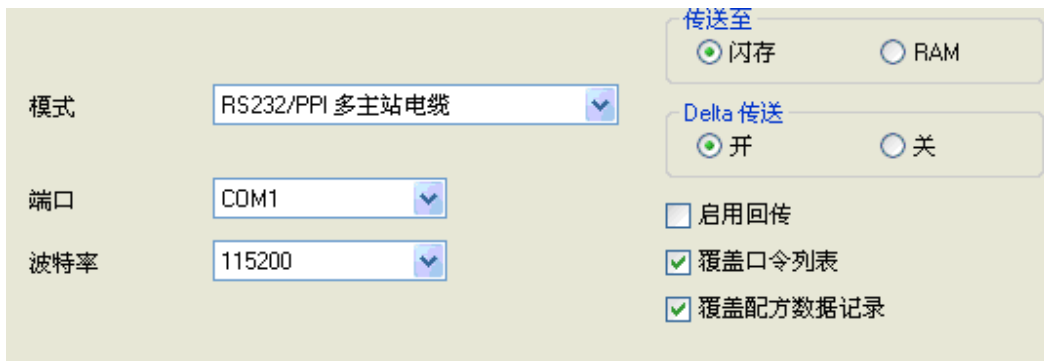 传送至
闪存
RAM
模式
RS232/PPI 多主站电缆
Delta 传送
开
关
端口
COM1
启用回传
波特率
115200
覆盖口令列表
覆盖配方数据记录